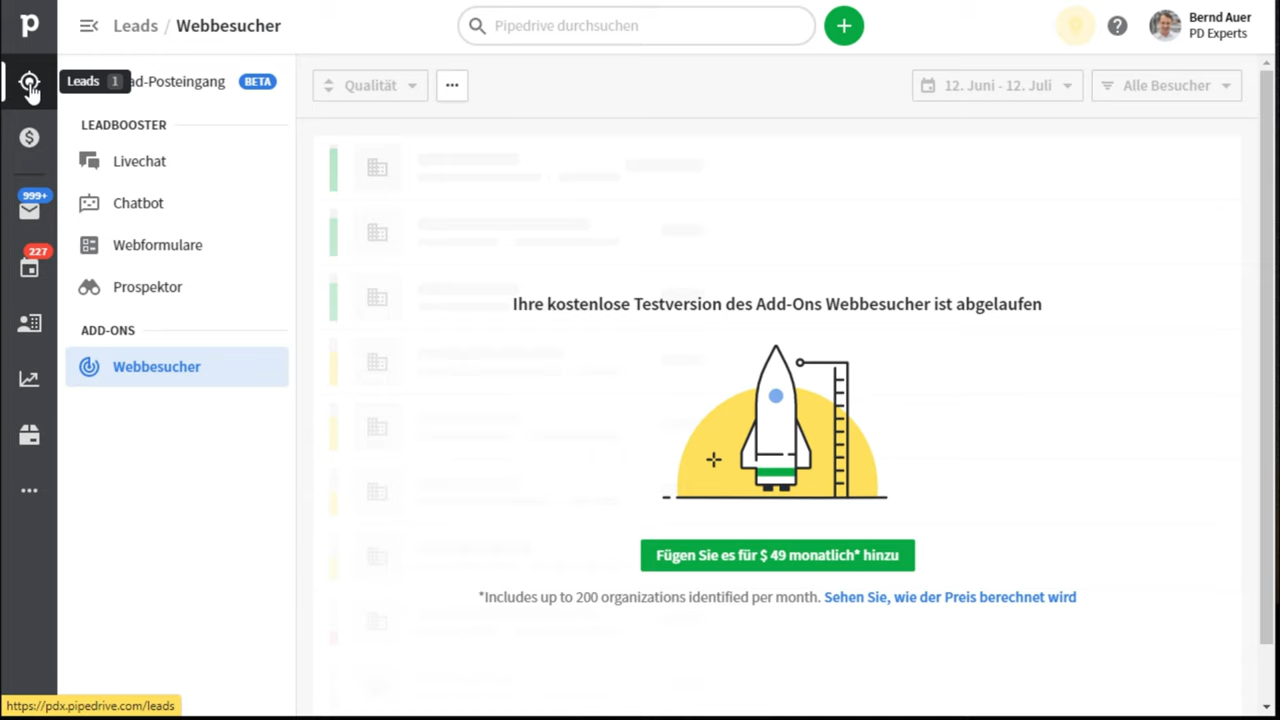 p
Leads / Webbesucher
Pipedrive durchsuchen
Bernd Auer
PD Experts
Leads 1
ad-Posteingang BETA
Qualität
12. Juni - 12. Juli
Alle Besucher
LEADBOOSTER
Livechat
999+
Chatbot
Webformulare
227
Prospektor
ADD-ONS
Webbesucher
Ihre kostenlose Testversion des Add-Ons Webbesucher ist abgelaufen
Fügen Sie es für $ 49 monatlich* hinzu
*Includes up to 200 organizations identified per month. Sehen Sie, wie der Preis berechnet wird
https://pdx.pipedrive.com/leads